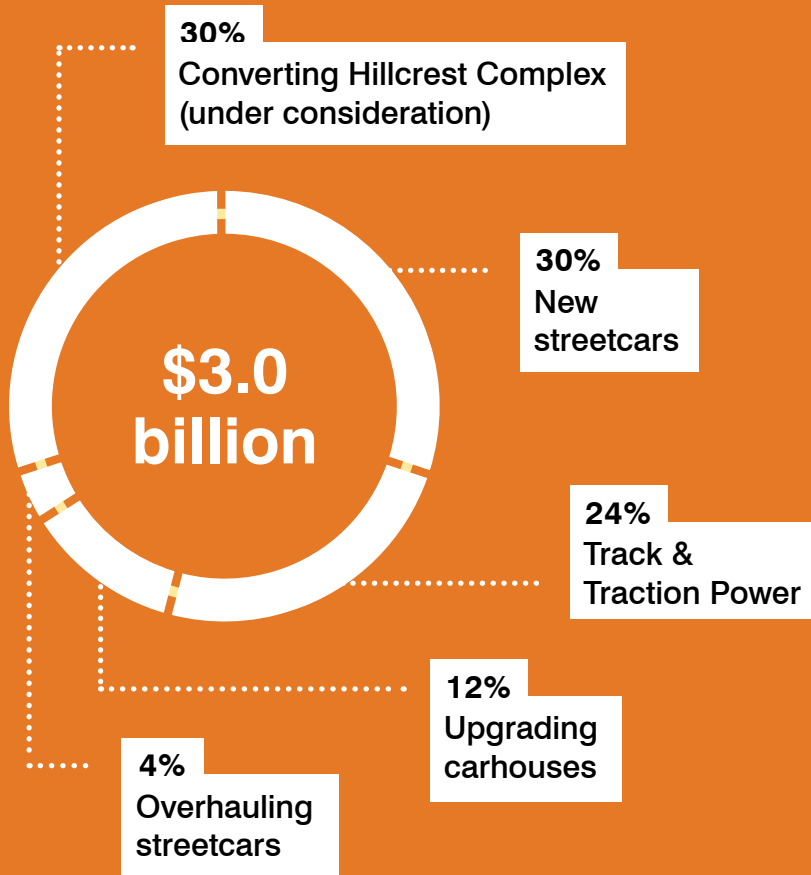 30%
Converting Hillcrest Complex
(under consideration)
30%
New
streetcars
$3.0
billion
24%
Track &
Traction Power
12%
Upgrading
carhouses
4%
Overhauling
streetcars